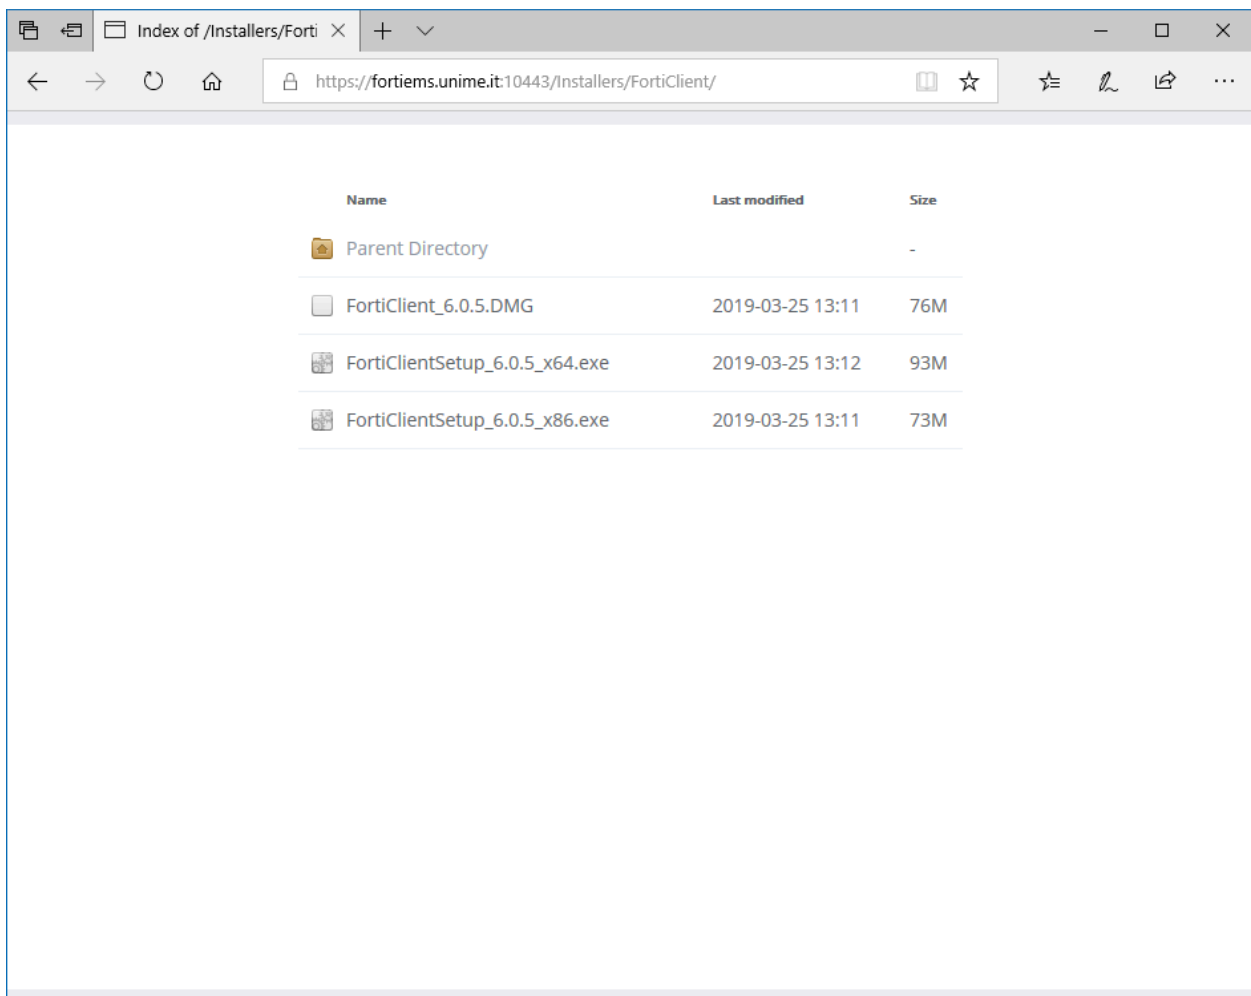 Index of /Installers/Forti
https://fortiems.unime.it:10443/Installers/FortiClient/
Name Last modified Size
Parent Directory -
FortiClient_6.0.5.DMG 2019-03-25 13:11 76M
FortiClientSetup_6.0.5_x64.exe 2019-03-25 13:12 93M
FortiClientSetup_6.0.5_x86.exe 2019-03-25 13:11 73M